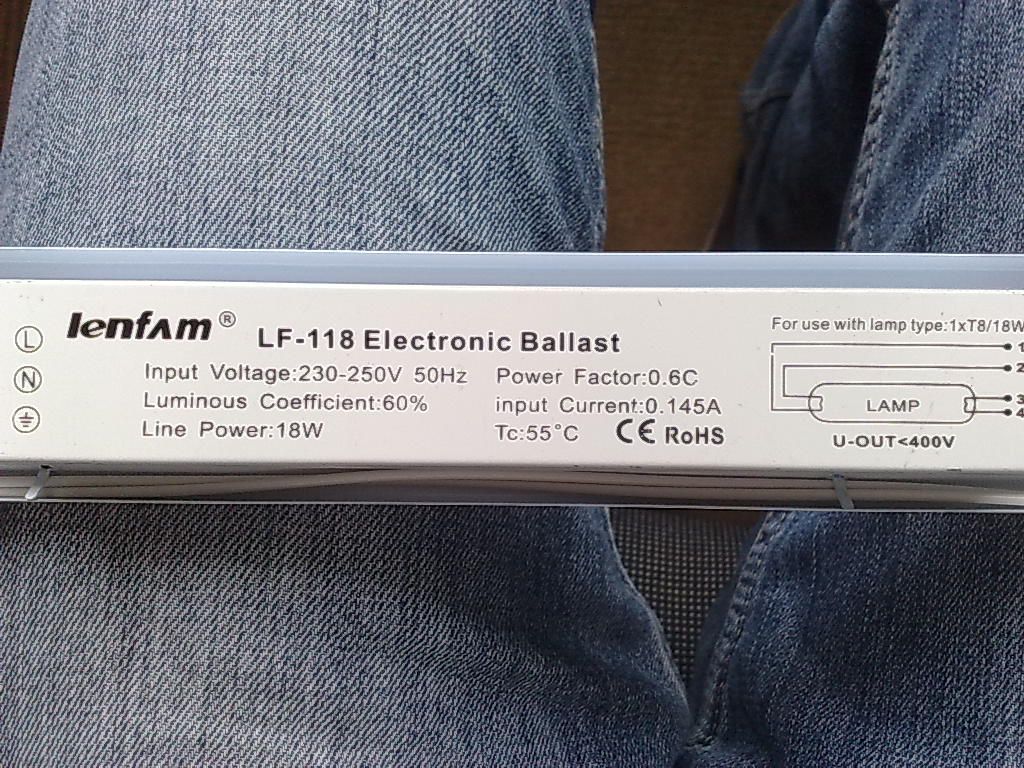 L
N
lenfam ® LF-118 Electronic Ballast
Input Voltage:230-250V 50Hz Power Factor:0.6C
Luminous Coefficient:60% input Current:0.145A
Line Power:18W Tc:55°C CE RoHS
For use with lamp type:1xT8/18W
1
2
3
4
LAMP
U-OUT<400V